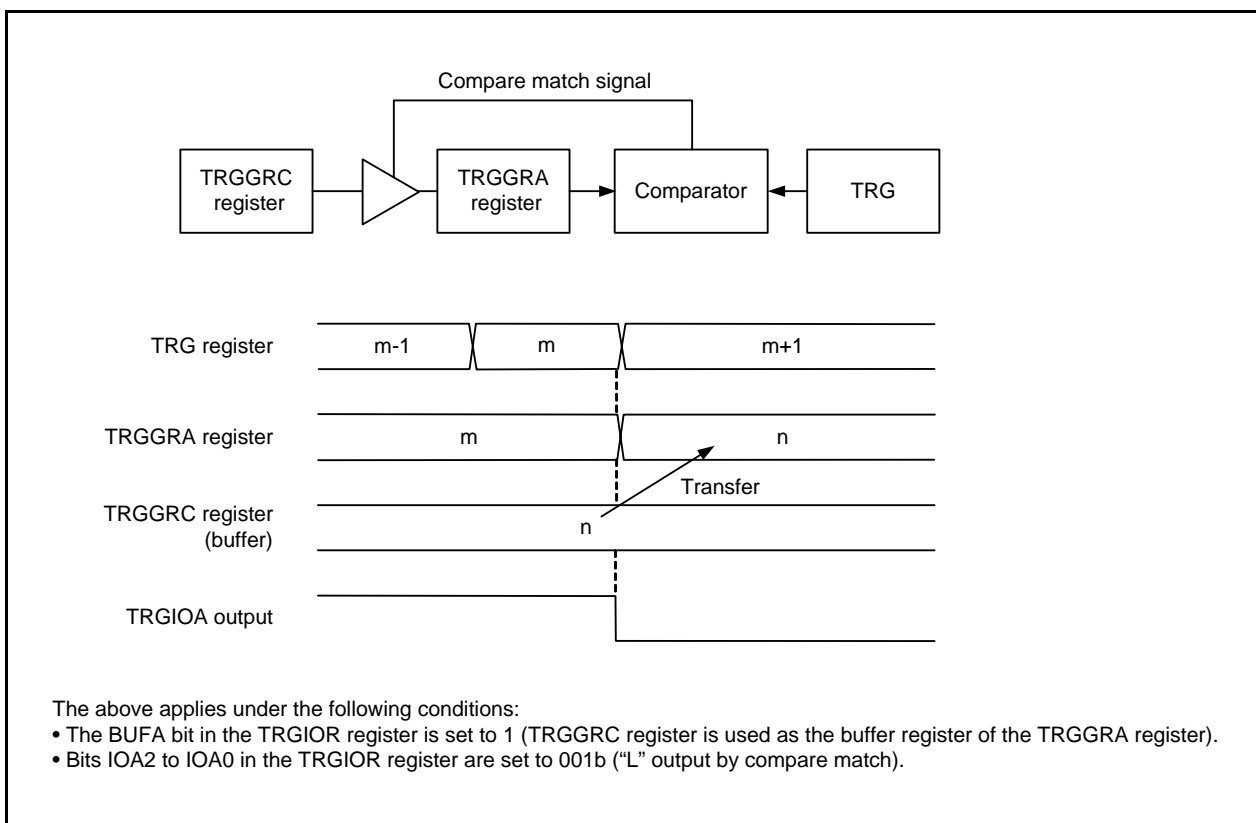 Compare match signal
TRGGRC
register
TRGGRA
register
Comparator
TRG
TRG register
m-1
m
m+1
TRGGRA register
m
n
Transfer
TRGGRC register
(buffer)
n
TRGIOA output
The above applies under the following conditions:
• The BUFA bit in the TRGIOR register is set to 1 (TRGGRC register is used as the buffer register of the TRGGRA register).
• Bits IOA2 to IOA0 in the TRGIOR register are set to 001b (“L” output by compare match).